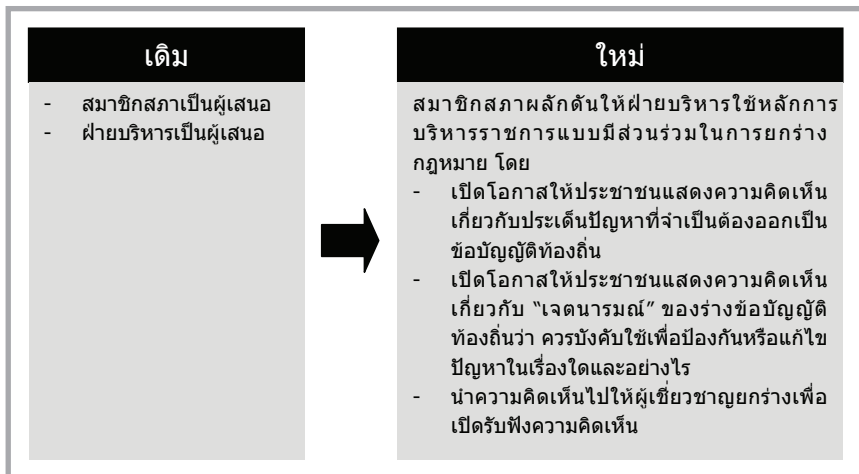 เดิม
- สมาชิกสภาเป็นผู้เสนอ
- ฝ่ายบริหารเป็นผู้เสนอ
ใหม่
สมาชิกสภาผลักดันให้ฝ่ายบริหารใช้หลักการ
บริหารราชการแบบมีส่วนร่วมในการยกร่าง
กฎหมาย โดย
- เปิดโอกาสให้ประชาชนแสดงความคิดเห็น
เกี่ยวกับประเด็นปัญหาที่จำเป็นต้องออกเป็น
ข้อบัญญัติท้องถิ่น
- เปิดโอกาสให้ประชาชนแสดงความคิดเห็น
เกี่ยวกับ “เจตนารมณ์” ของร่างข้อบัญญัติ
ท้องถิ่นว่า ควรบังคับใช้เพื่อป้องกันหรือแก้ไข
ปัญหาในเรื่องใดและอย่างไร
- นำความคิดเห็นไปให้ผู้เชี่ยวชาญยกร่างเพื่อ
เปิดรับฟังความคิดเห็น